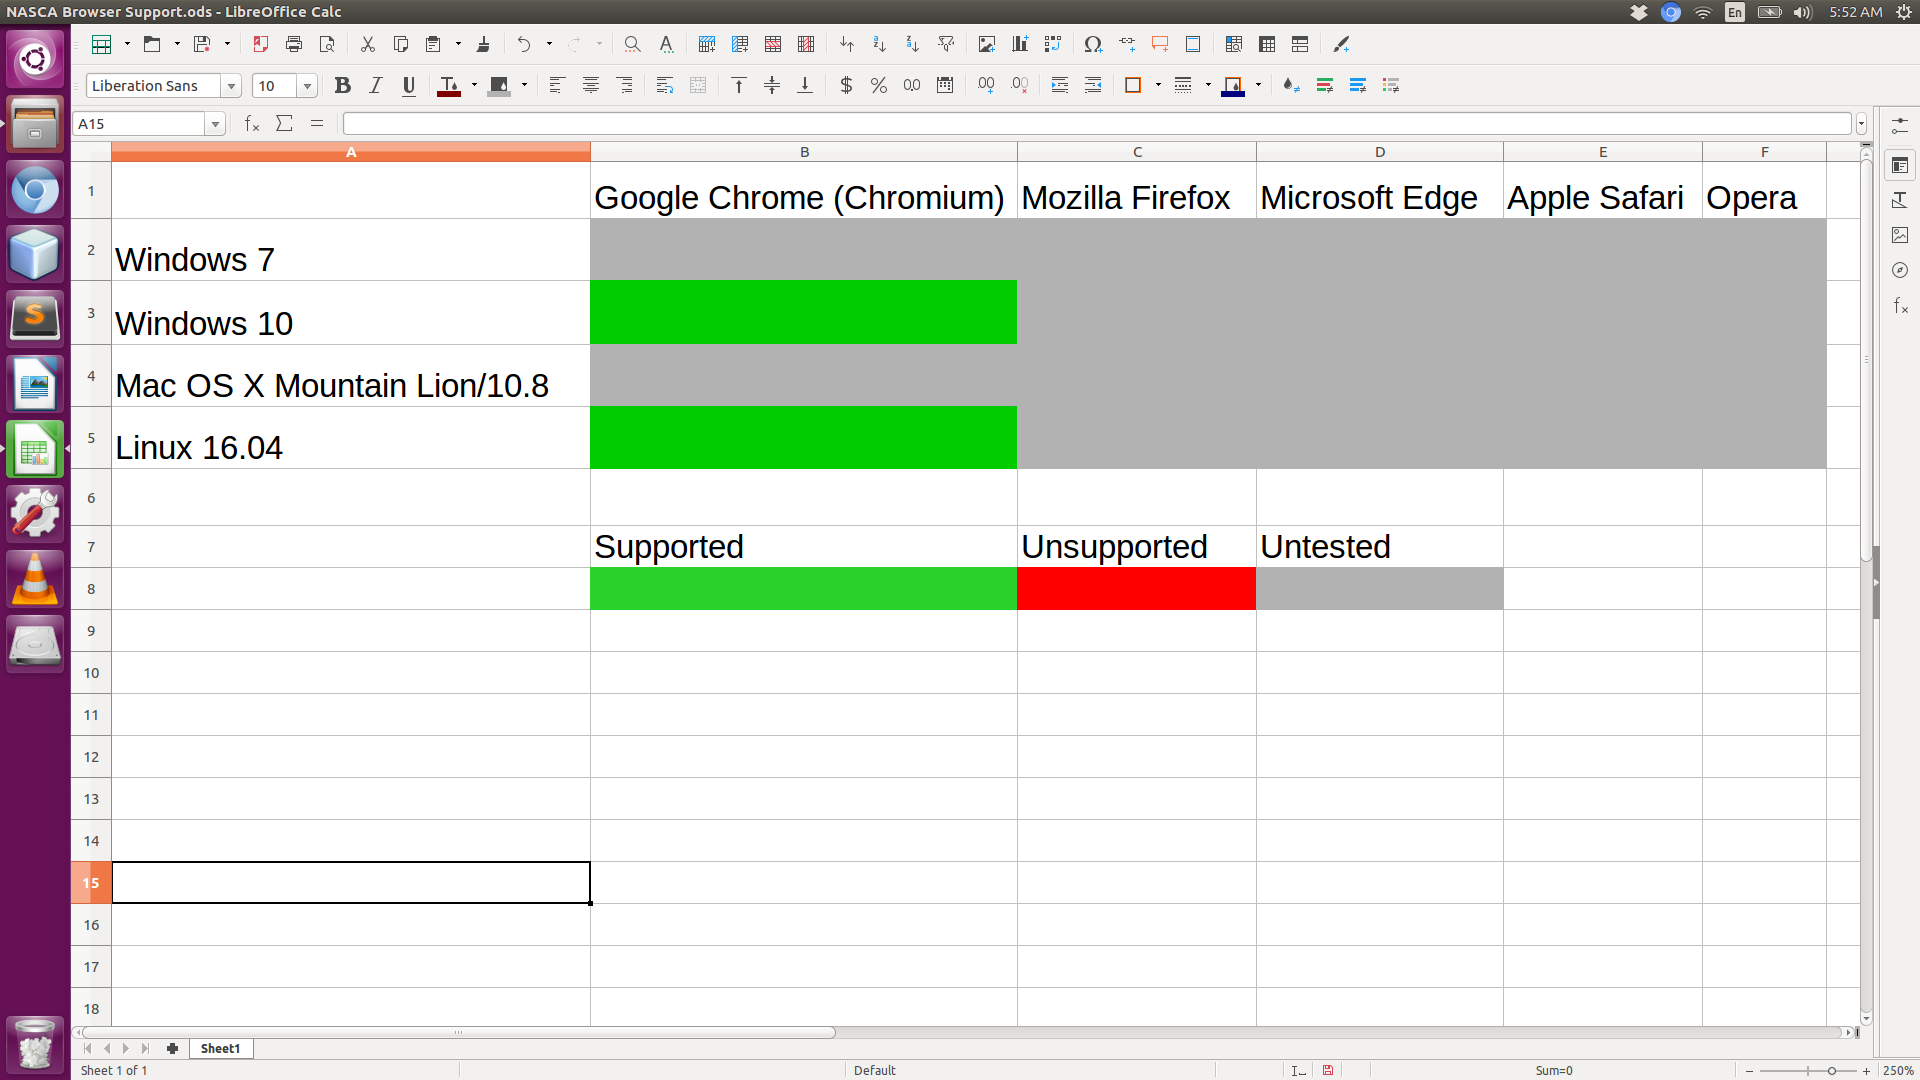 NASCA Browser Support.ods - LibreOffice Calc
En
5:52 AM
Liberation Sans
10
A15
A B C D E F
1 Google Chrome (Chromium) Mozilla Firefox Microsoft Edge Apple Safari Opera
2 Windows 7
3 Windows 10
4 Mac OS X Mountain Lion/10.8
5 Linux 16.04
6
7 Supported Unsupported Untested
8
9
10
11
12
13
14
15
16
17
18
Sheet1
Sheet 1 of 1 Default Sum=0 250%